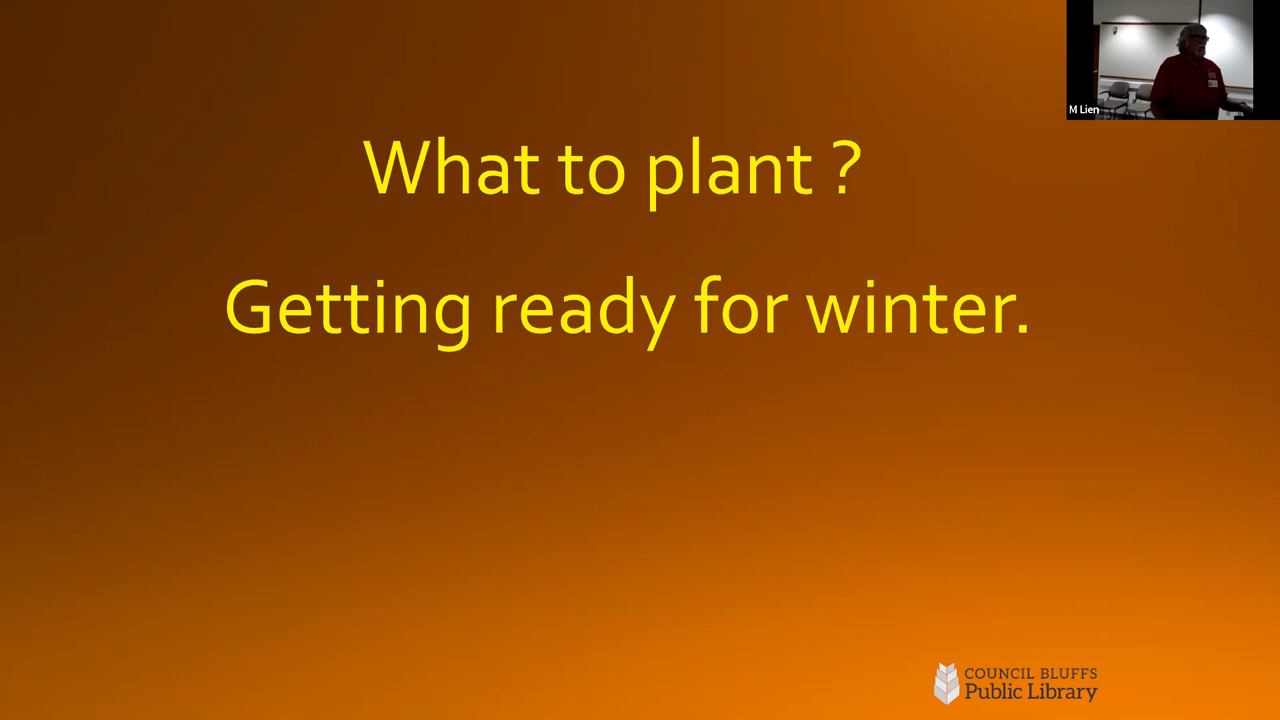 M Lien
What to plant ?
Getting ready for winter.
COUNCIL BLUFFS
Public Library